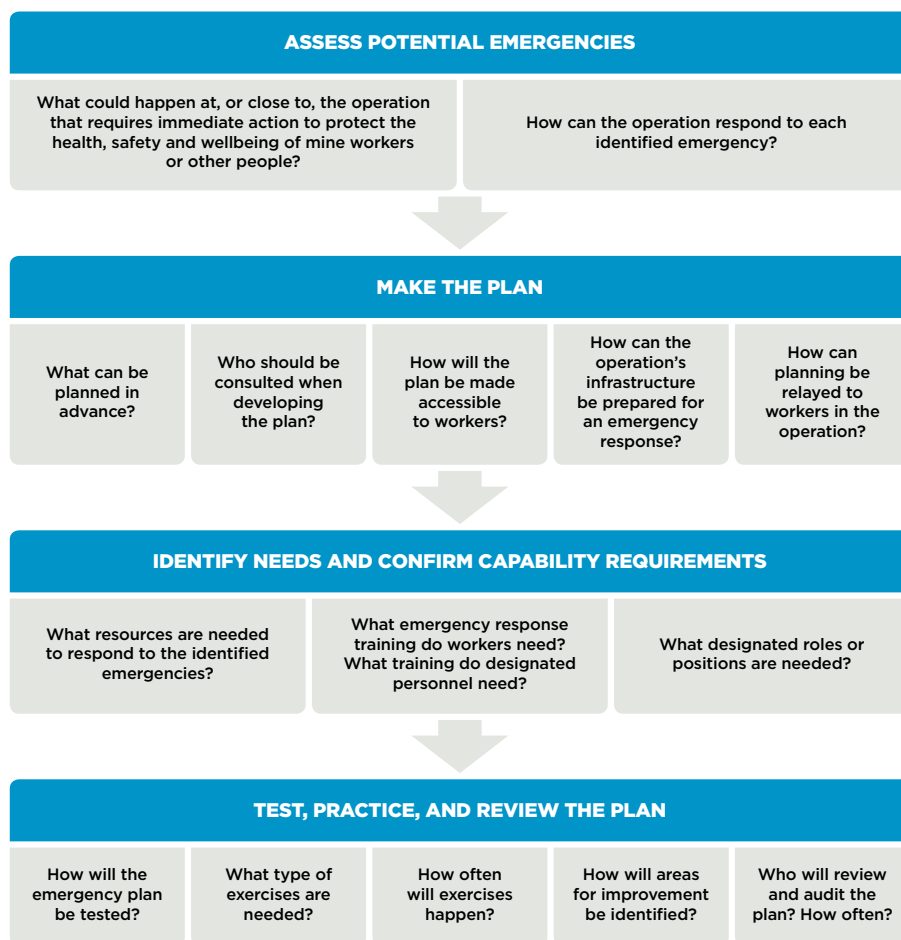 ASSESS POTENTIAL EMERGENCIES
What could happen at, or close to, the operation
that requires immediate action to protect the
health, safety and wellbeing of mine workers
or other people?
How can the operation respond to each
identified emergency?
MAKE THE PLAN
What can be
planned in
advance?
Who should be
consulted when
developing
the plan?
How will the
plan be made
accessible
to workers?
How can the
operation’s
infrastructure
be prepared for
an emergency
response?
How can
planning be
relayed to
workers in the
operation?
IDENTIFY NEEDS AND CONFIRM CAPABILITY REQUIREMENTS
What resources are needed
to respond to the identified
emergencies?
What emergency response
training do workers need?
What training do designated
personnel need?
What designated roles or
positions are needed?
TEST, PRACTICE, AND REVIEW THE PLAN
How will the
emergency plan
be tested?
What type of
exercises are
needed?
How often
will exercises
happen?
How will areas
for improvement
be identified?
Who will review
and audit the
plan? How often?